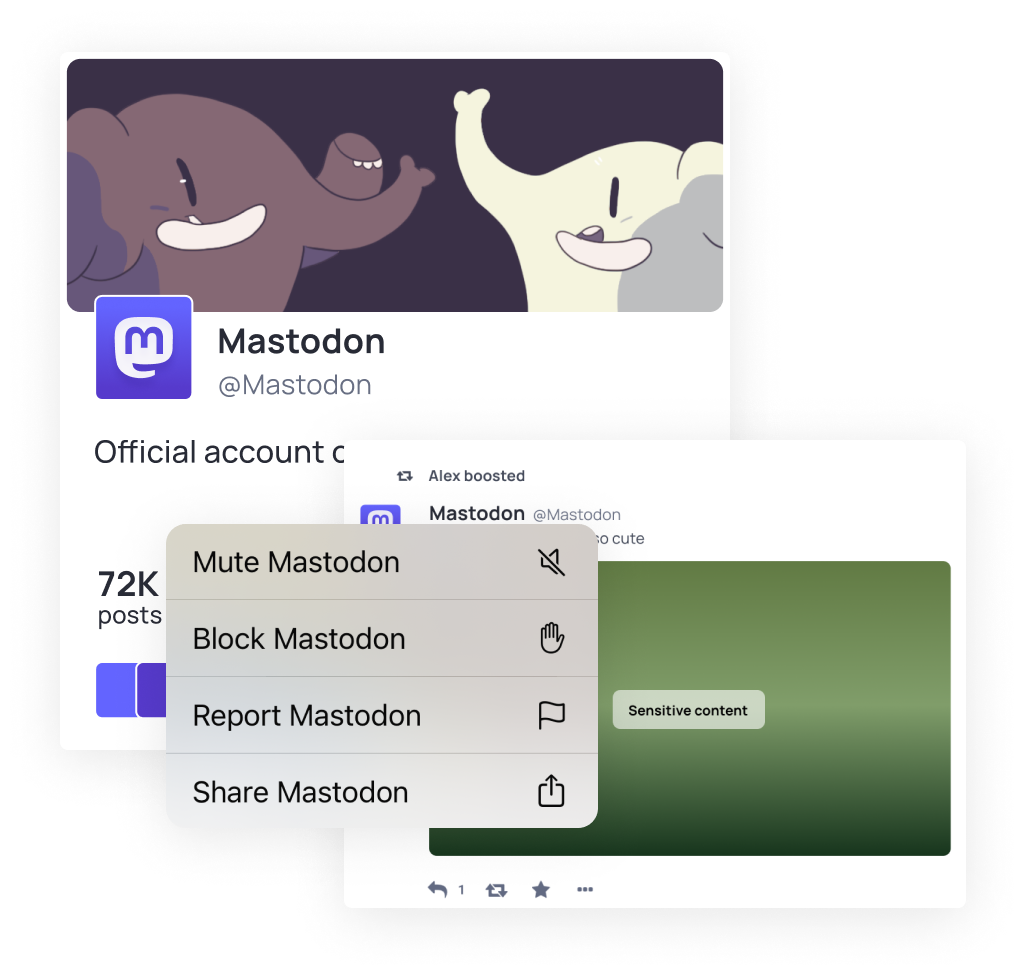 Mastodon
@Mastodon
Official account
72K
posts
Alex boosted
Mastodon @Mastodon
so cute
Mute Mastodon
Block Mastodon
Report Mastodon
Share Mastodon
Sensitive content
1